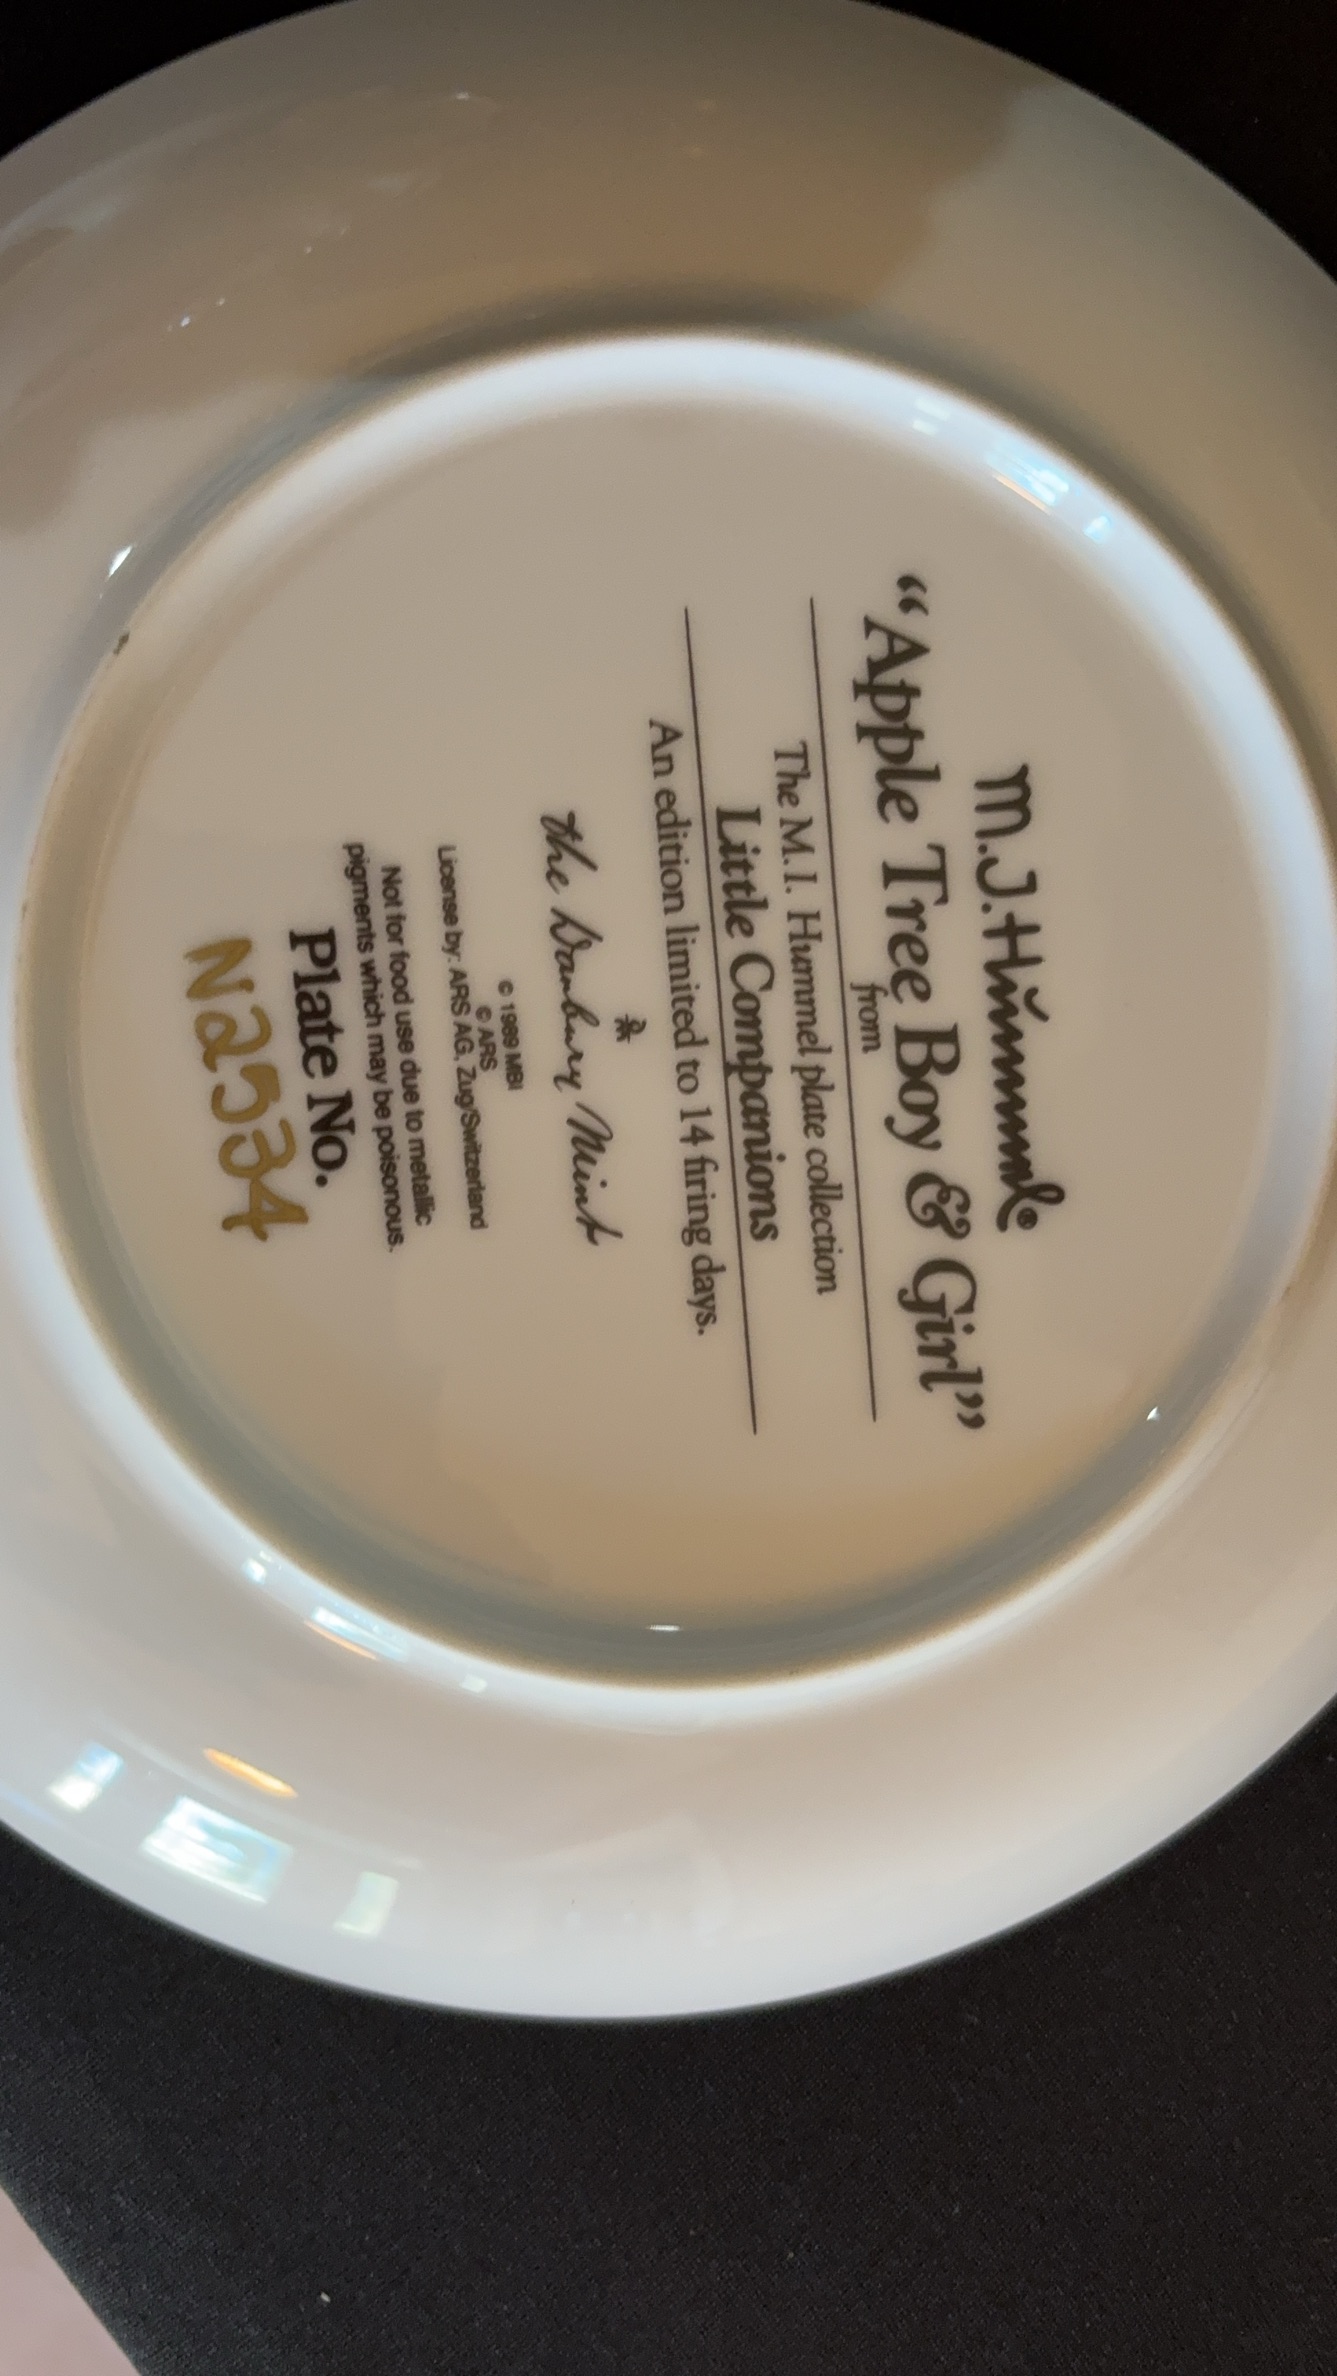 M.J.Hümmel®
“Apple Tree Boy & Girl”
from
The M.I. Hummel plate collection
Little Companions
An edition limited to 14 firing days.
the Danbury Mint
© 1989 MBI
© ARS
License by: ARS AG, Zug/Switzerland
Not for food use due to metallic
pigments which may be poisonous.
Plate No.
N2534